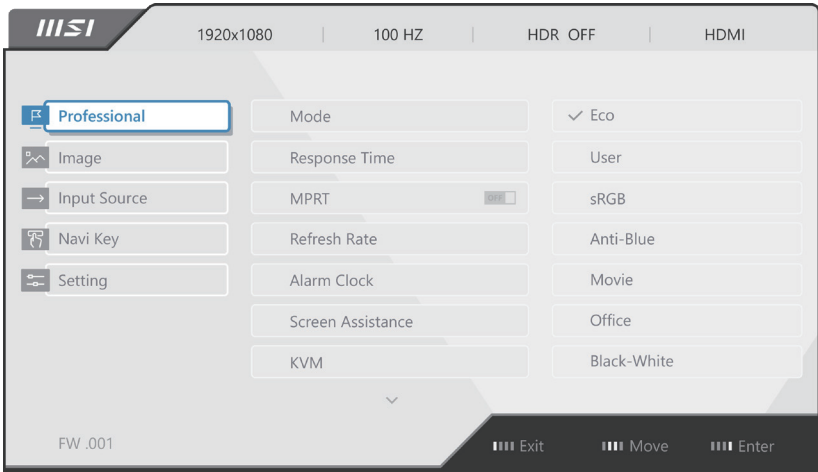 msi 1920x1080 100 HZ HDR OFF HDMI
Professional Mode ✓ Eco
Image Response Time User
Input Source MPRT OFF sRGB
Navi Key Refresh Rate Anti-Blue
Setting Alarm Clock Movie
Screen Assistance Office
KVM Black-White
FW .001 Exit Move Enter